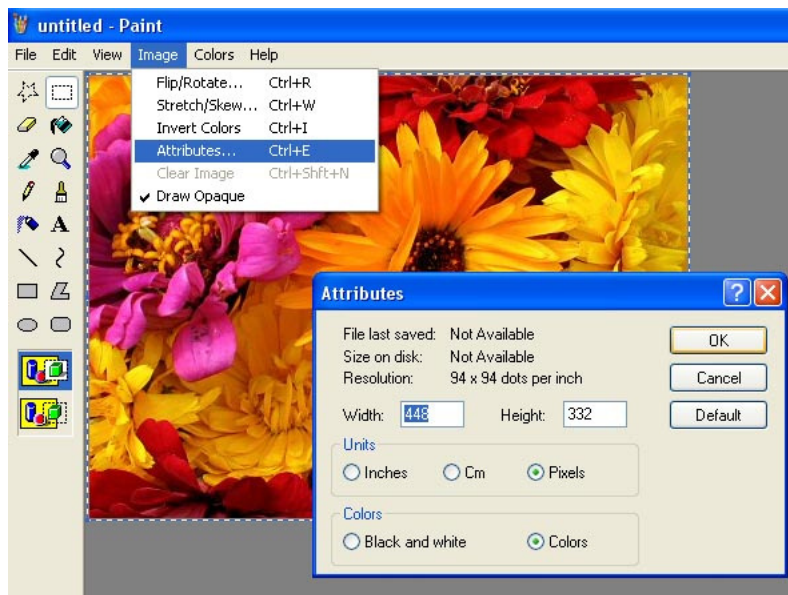 untitled - Paint
File Edit View Image Colors Help
Flip/Rotate... Ctrl+R
Stretch/Skew... Ctrl+W
Invert Colors Ctrl+I
Attributes... Ctrl+E
Clear Image Ctrl+Shft+N
Draw Opaque
A
Attributes
File last saved: Not Available
Size on disk: Not Available
Resolution: 94 x 94 dots per inch
Width: 448 Height: 332
Units
Inches Cm Pixels
Colors
Black and white Colors
OK
Cancel
Default